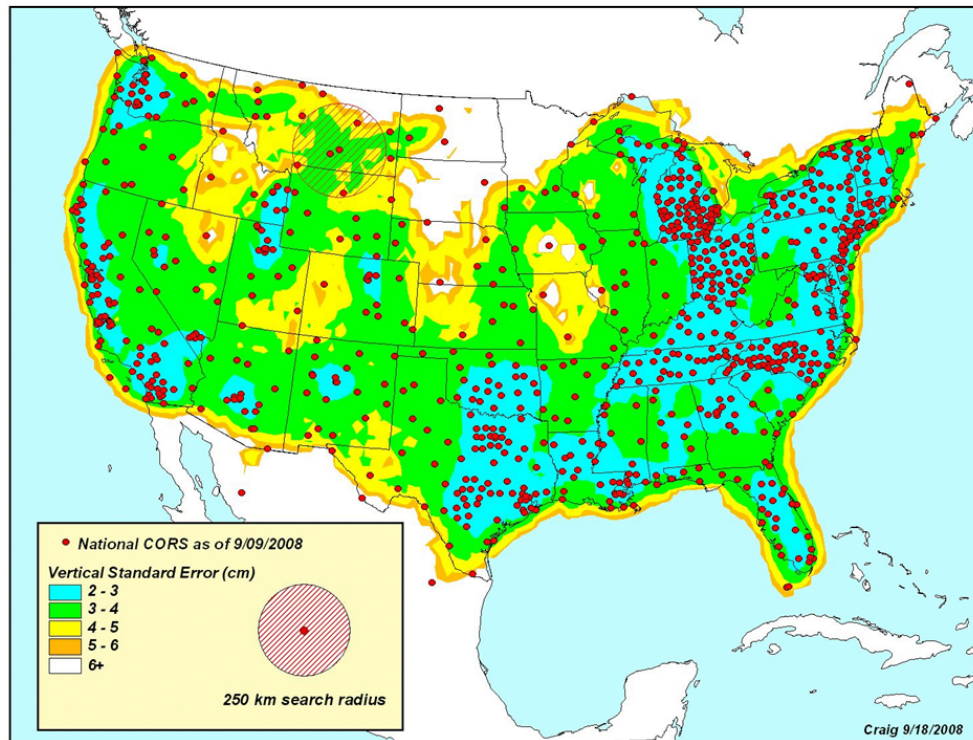 National CORS as of 9/09/2008
Vertical Standard Error (cm)
2 - 3
3 - 4
4 - 5
5 - 6
6+
250 km search radius
Craig 9/18/2008